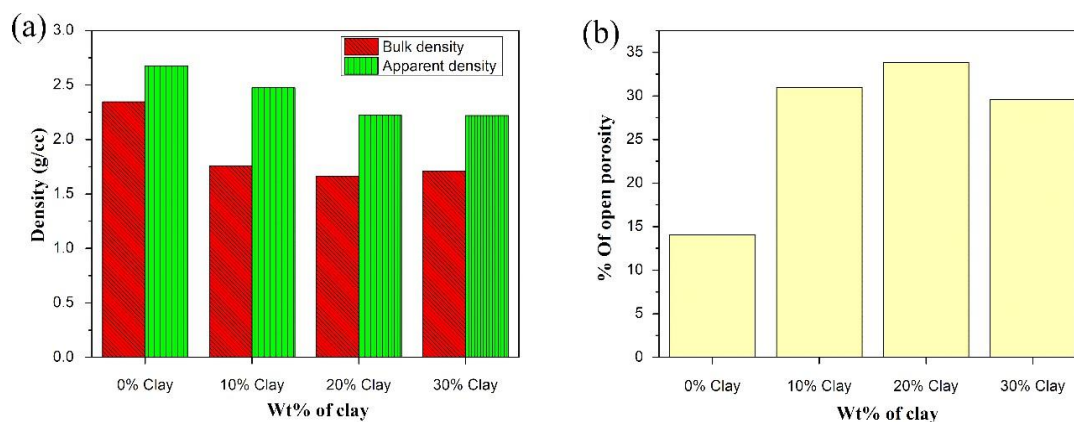 (a)
Density (g/cc)
3.0
2.5
2.0
1.5
1.0
0.5
0.0
Bulk density
Apparent density
0% Clay 10% Clay 20% Clay 30% Clay
Wt% of clay
(b)
% Of open porosity
35
30
25
20
15
10
5
0
0% Clay 10% Clay 20% Clay 30% Clay
Wt% of clay